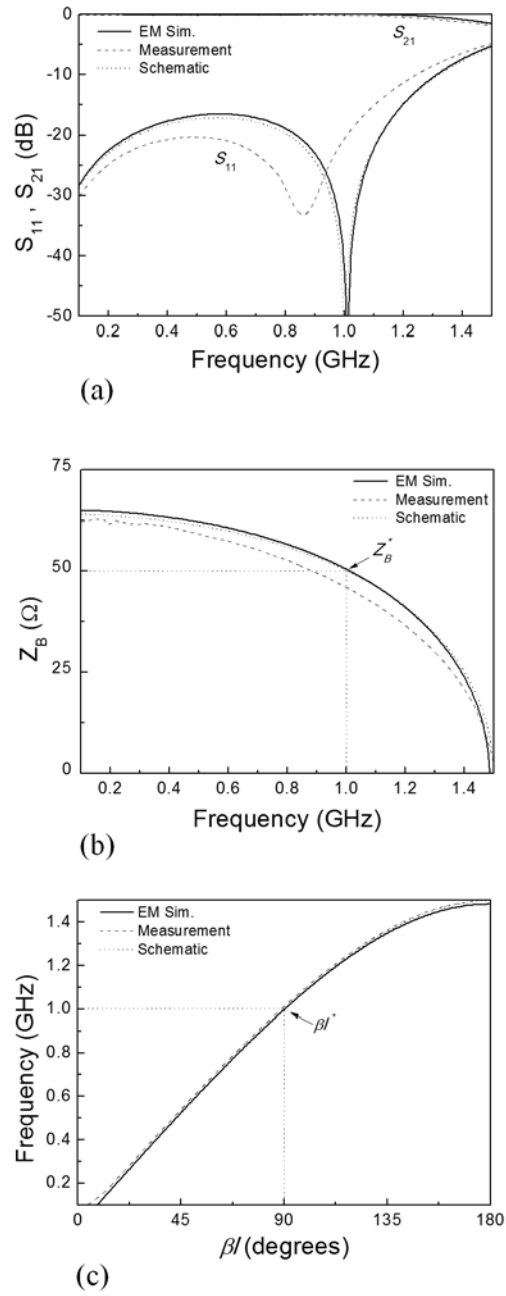 0
-10
-20
-30
-40
-50
S₁₁ , S₂₁ (dB)
EM Sim.
Measurement
Schematic
S₂₁
S₁₁
0.2 0.4 0.6 0.8 1.0 1.2 1.4
Frequency (GHz)
(a)
75
50
25
0
Z_B (Ω)
EM Sim.
Measurement
Schematic
Z_B*
0.2 0.4 0.6 0.8 1.0 1.2 1.4
Frequency (GHz)
(b)
1.4
1.2
1.0
0.8
0.6
0.4
0.2
Frequency (GHz)
EM Sim.
Measurement
Schematic
βl*
0 45 90 135 180
βl (degrees)
(c)